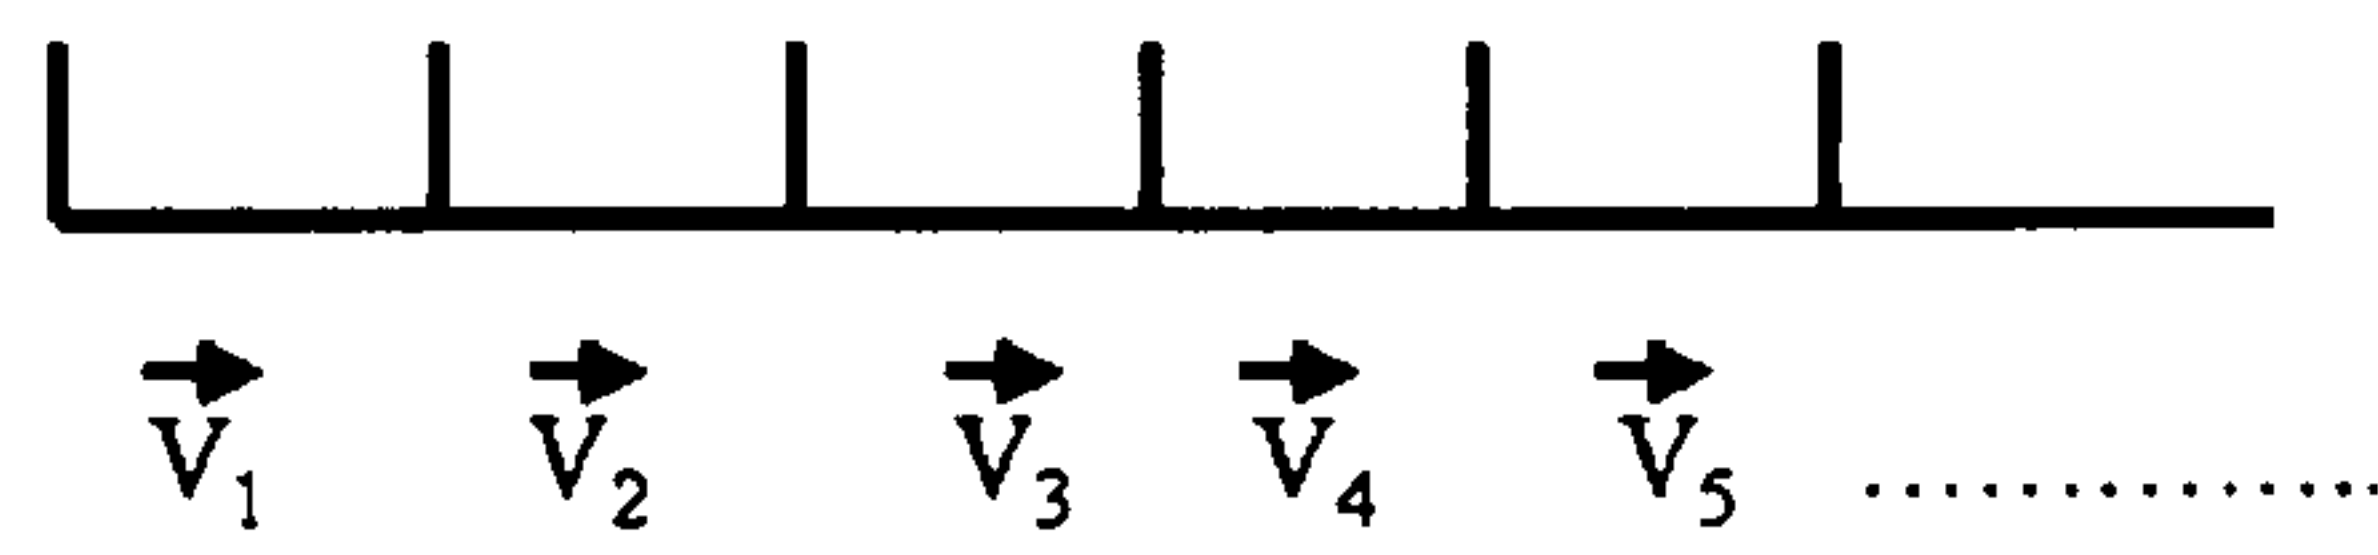 V1 V2 V3 V4 V5 ..............